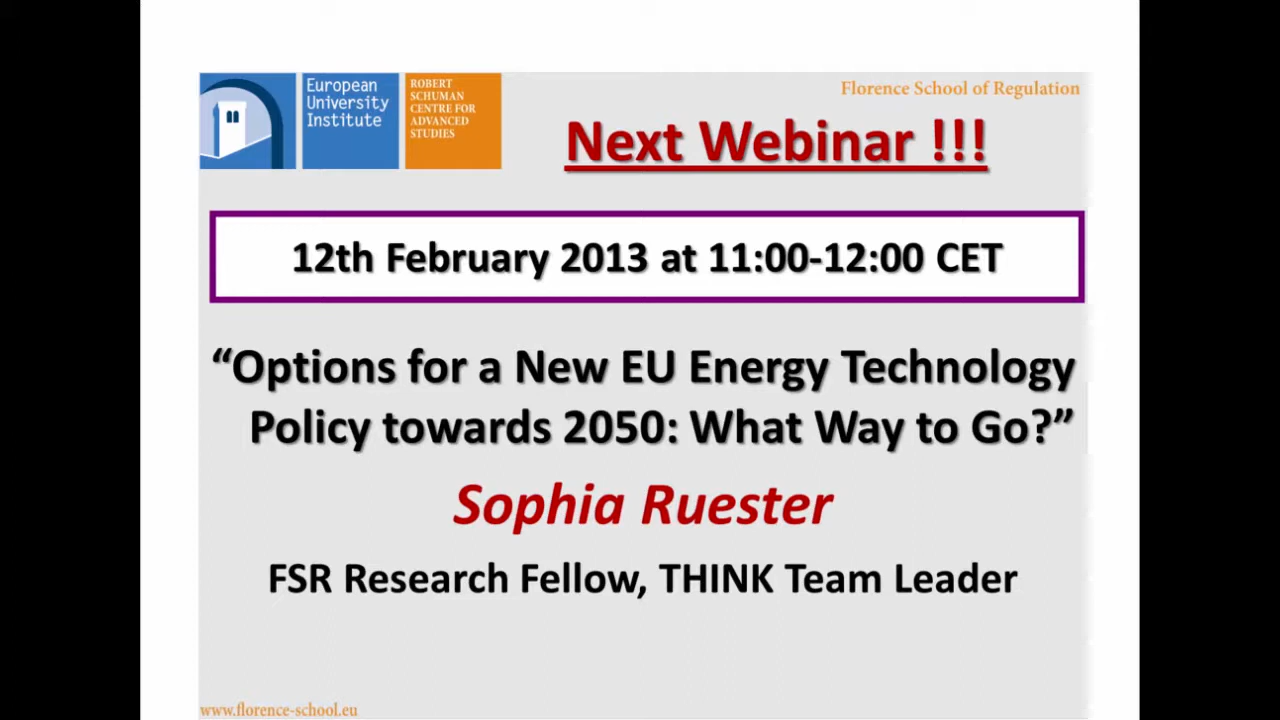 European
University
Institute
ROBERT
SCHUMAN
CENTRE FOR
ADVANCED
STUDIES
Florence School of Regulation
Next Webinar !!!
12th February 2013 at 11:00-12:00 CET
“Options for a New EU Energy Technology
Policy towards 2050: What Way to Go?”
Sophia Ruester
FSR Research Fellow, THINK Team Leader
www.florence-school.eu